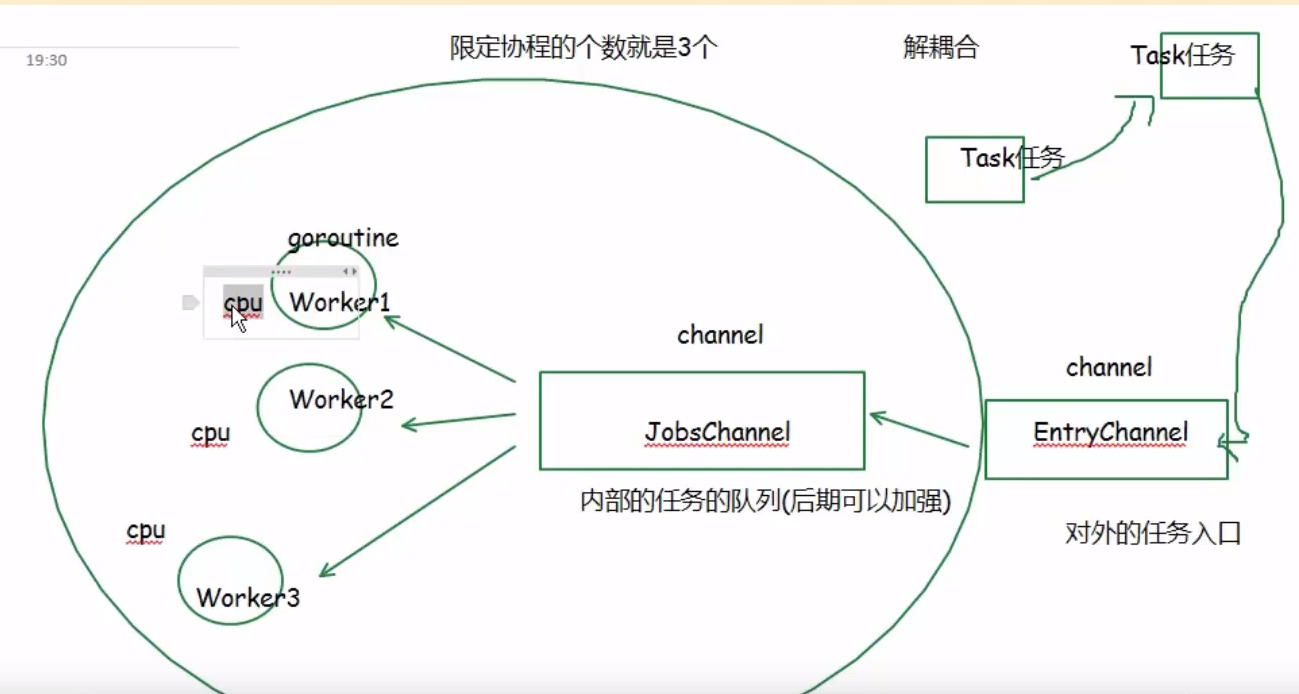 限定协程的个数就是3个
解耦合
Task任务
19:30
Task任务
goroutine
cpu
Worker1
channel
channel
Worker2
cpu
JobsChannel
EntryChannel
内部的任务的队列(后期可以加强)
cpu
对外的任务入口
Worker3